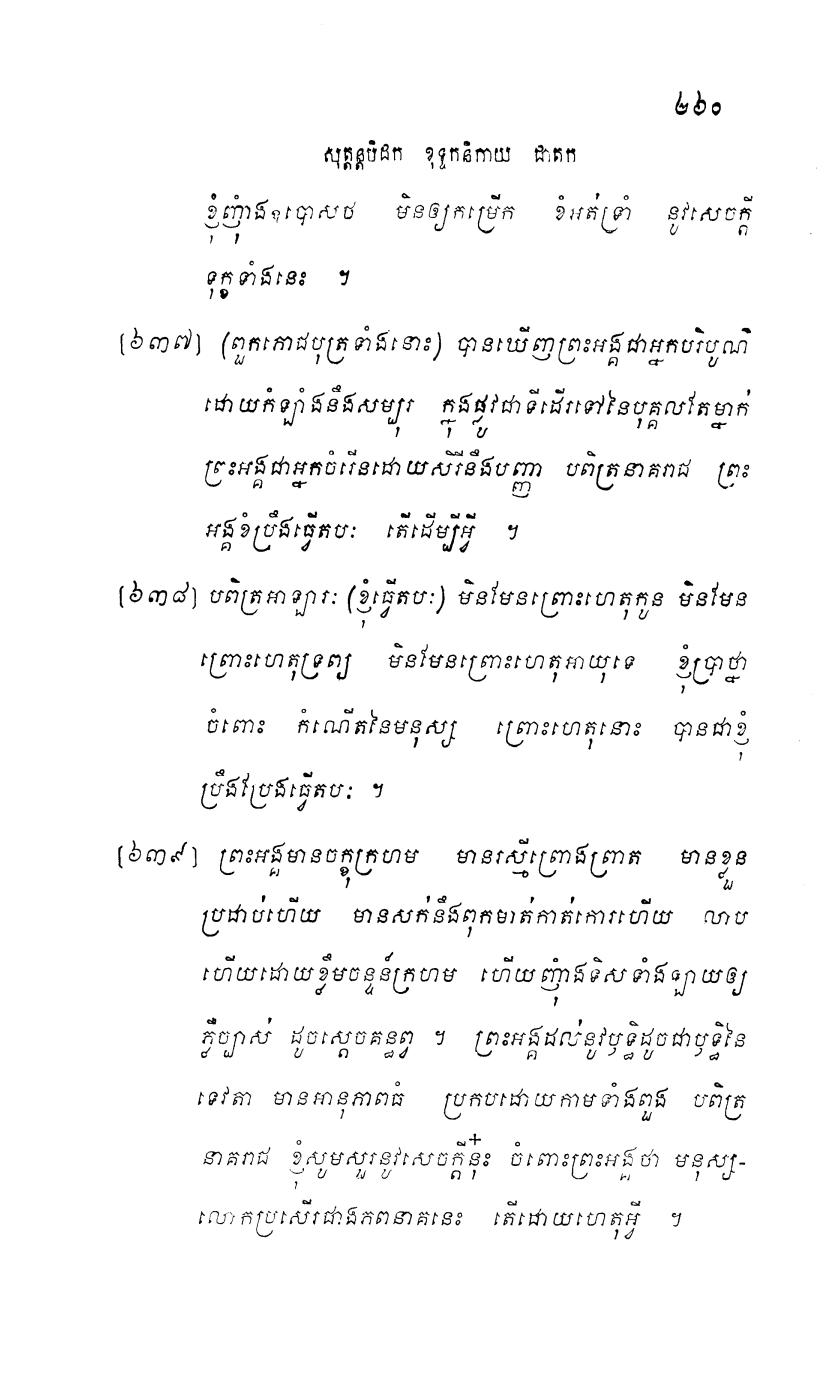 ២៦០
សុត្តន្តបិដក ខុទ្ទកនិកាយ ជាតក
ខ្ញុំញុំាងឧបោសថ មិនឲ្យកម្រើក ខំអត់ទ្រាំ នូវសេចក្តី
ទុក្ខទាំងនេះ ។
[៦៣៧] (ពួកភោជបុត្រទាំងនោះ) បានឃើញព្រះអង្គជាអ្នកបរិបូណ៌
ដោយកំឡាំងនឹងសម្បុរ ក្នុងផ្លូវជាទីដើរទៅនៃបុគ្គលតែម្នាក់
ព្រះអង្គជាអ្នកចំរើនដោយសិរីនឹងបញ្ញា បពិត្រនាគរាជ ព្រះ
អង្គខំប្រឹងធ្វើតបៈ តើដើម្បីអ្វី ។
[៦៣៨] បពិត្រអាឡារៈ (ខ្ញុំធ្វើតបៈ) មិនមែនព្រោះហេតុកូន មិនមែន
ព្រោះហេតុទ្រព្យ មិនមែនព្រោះហេតុអាយុទេ ខ្ញុំប្រាថ្នា
ចំពោះ កំណើតនៃមនុស្ស ព្រោះហេតុនោះ បានជាខ្ញុំ
ប្រឹងប្រែងធ្វើតបៈ ។
[៦៣៩] ព្រះអង្គមានចក្ខុក្រហម មានរស្មីព្រោងព្រាត មានខ្លួន
ប្រដាប់ហើយ មានសក់នឹងពុកមាត់កាត់កោរហើយ លាប
ហើយដោយខ្លឹមចន្ទន៍ក្រហម ហើយញុំាងទិសទាំងឡាយឲ្យ
ភ្លឺច្បាស់ ដូចស្តេចគន្ធព្វ ។ ព្រះអង្គដល់នូវឫទ្ធិដូចជាឫទ្ធិនៃ
ទេវតា មានអានុភាពធំ ប្រកបដោយកាមទាំងពួង បពិត្រ
នាគរាជ ខ្ញុំសូមសួរនូវសេចក្តីនុ៎ះ ចំពោះព្រះអង្គថា មនុស្ស-
លោកប្រសើរជាងភពនាគនេះ តើដោយហេតុអ្វី ។